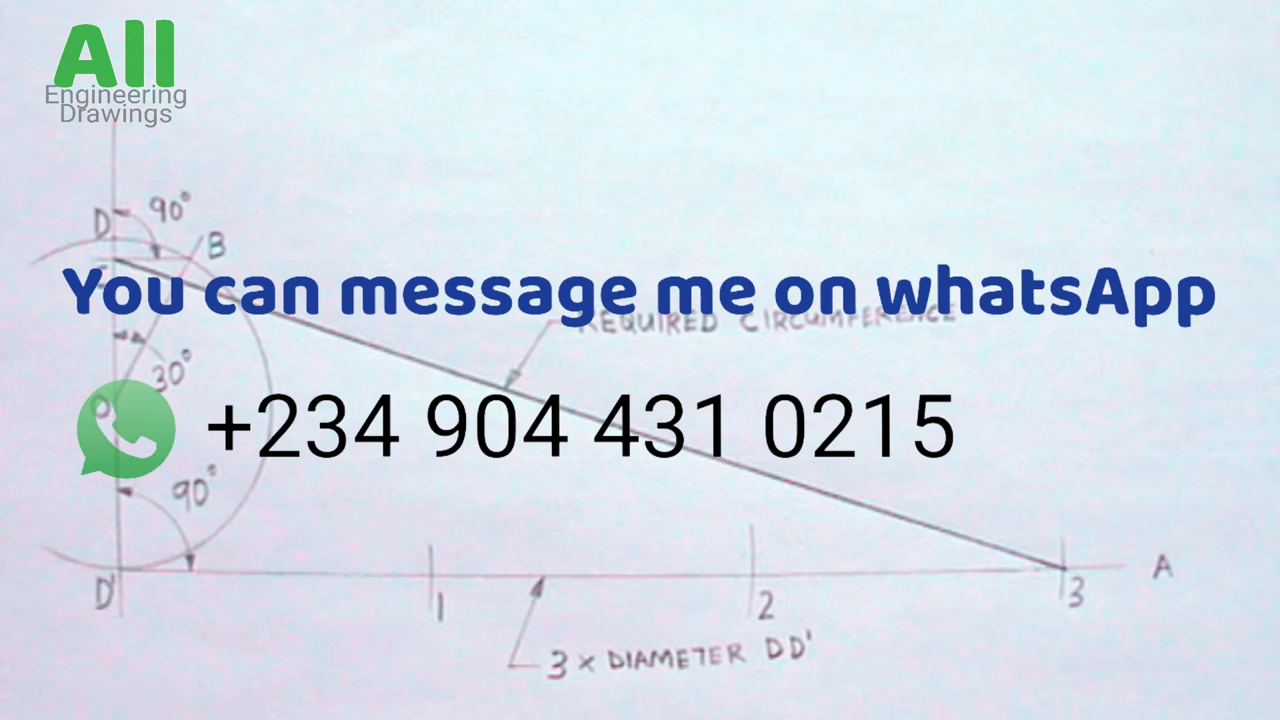 All
Engineering
Drawings
D
90°
B
You can message me on whatsApp
REQUIRED CIRCUMFERENCE
30°
O
+234 904 431 0215
90°
D'
1
2
3
A
3 × DIAMETER DD'